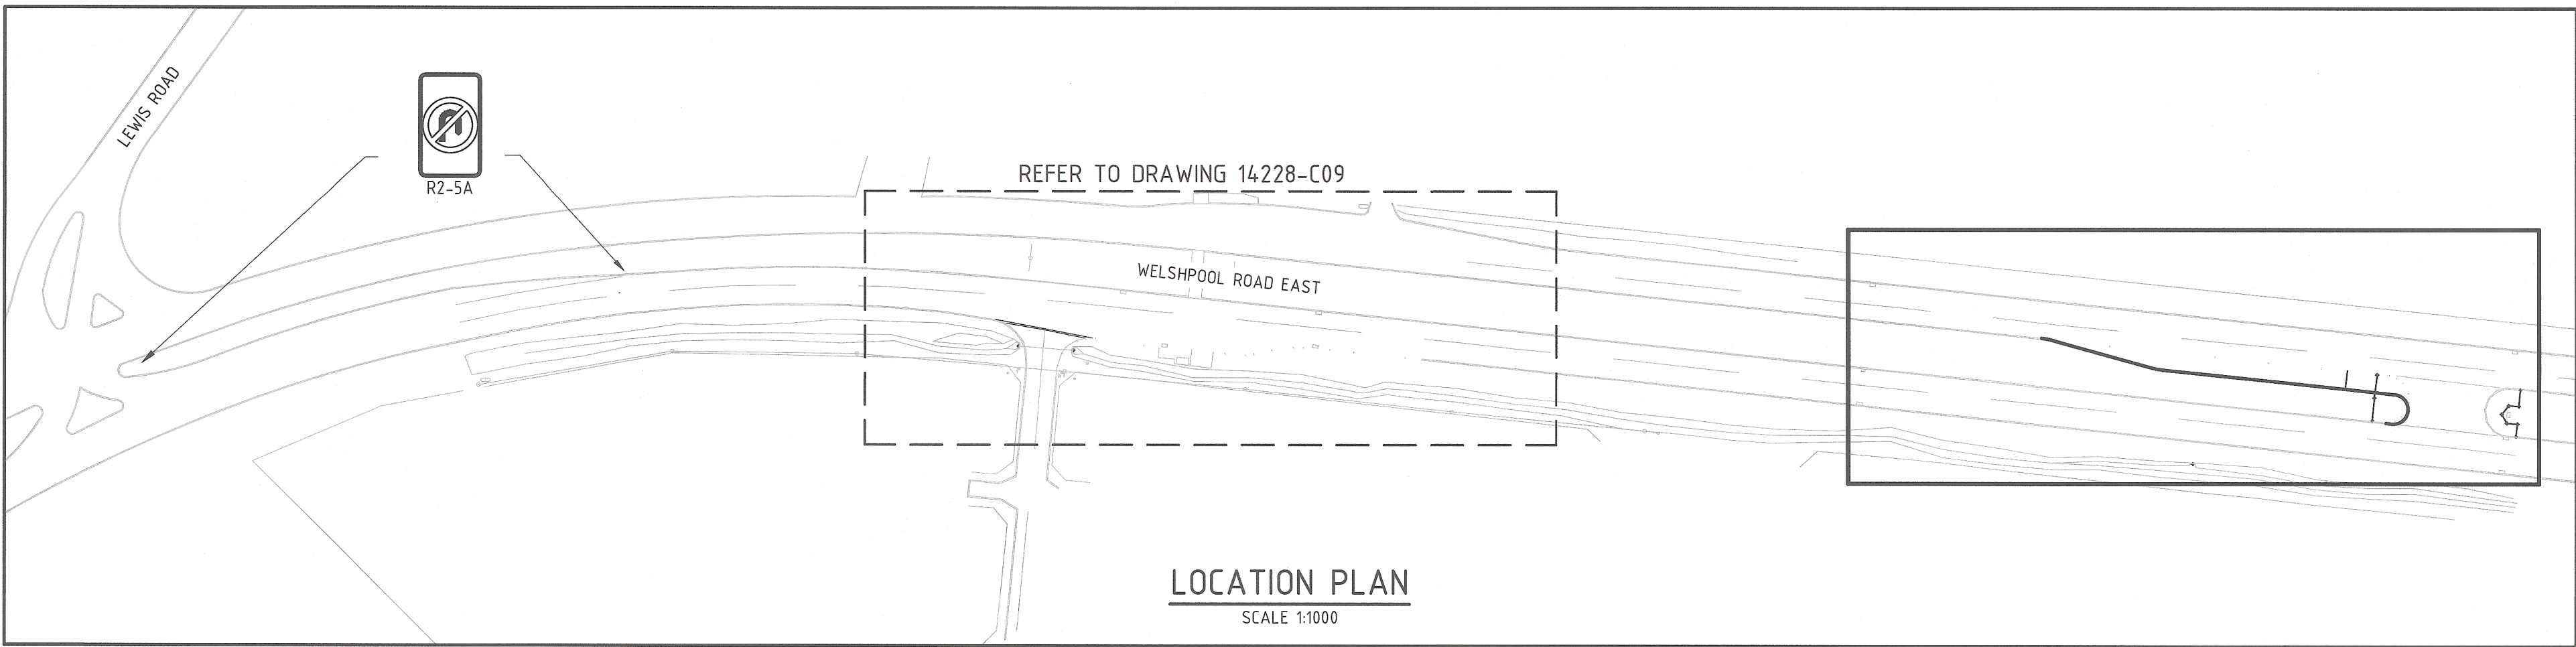 LEWIS ROAD
R2-5A
REFER TO DRAWING 14228-C09
WELSHPOOL ROAD EAST
LOCATION PLAN
SCALE 1:1000